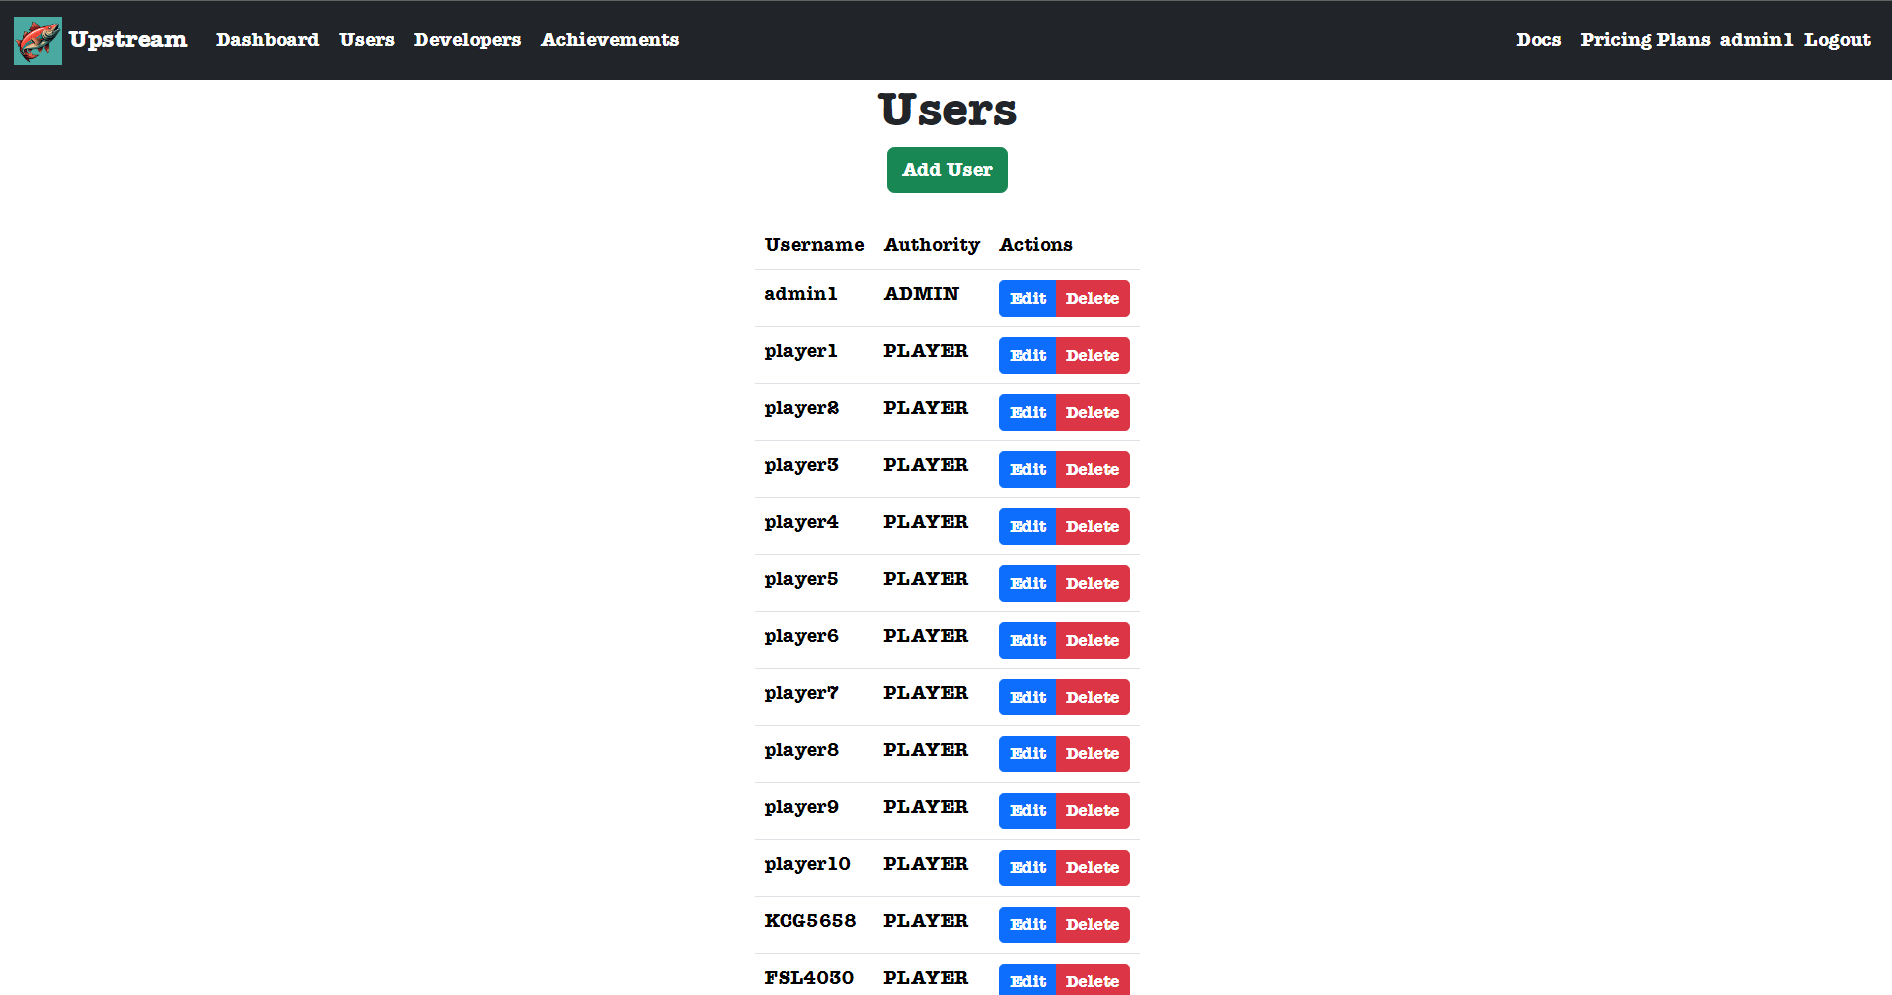 Upstream Dashboard Users Developers Achievements Docs Pricing Plans admin1 Logout
Users
Add User
Username Authority Actions
admin1 ADMIN Edit Delete
player1 PLAYER Edit Delete
player2 PLAYER Edit Delete
player3 PLAYER Edit Delete
player4 PLAYER Edit Delete
player5 PLAYER Edit Delete
player6 PLAYER Edit Delete
player7 PLAYER Edit Delete
player8 PLAYER Edit Delete
player9 PLAYER Edit Delete
player10 PLAYER Edit Delete
KCG5658 PLAYER Edit Delete
FSL4030 PLAYER Edit Delete